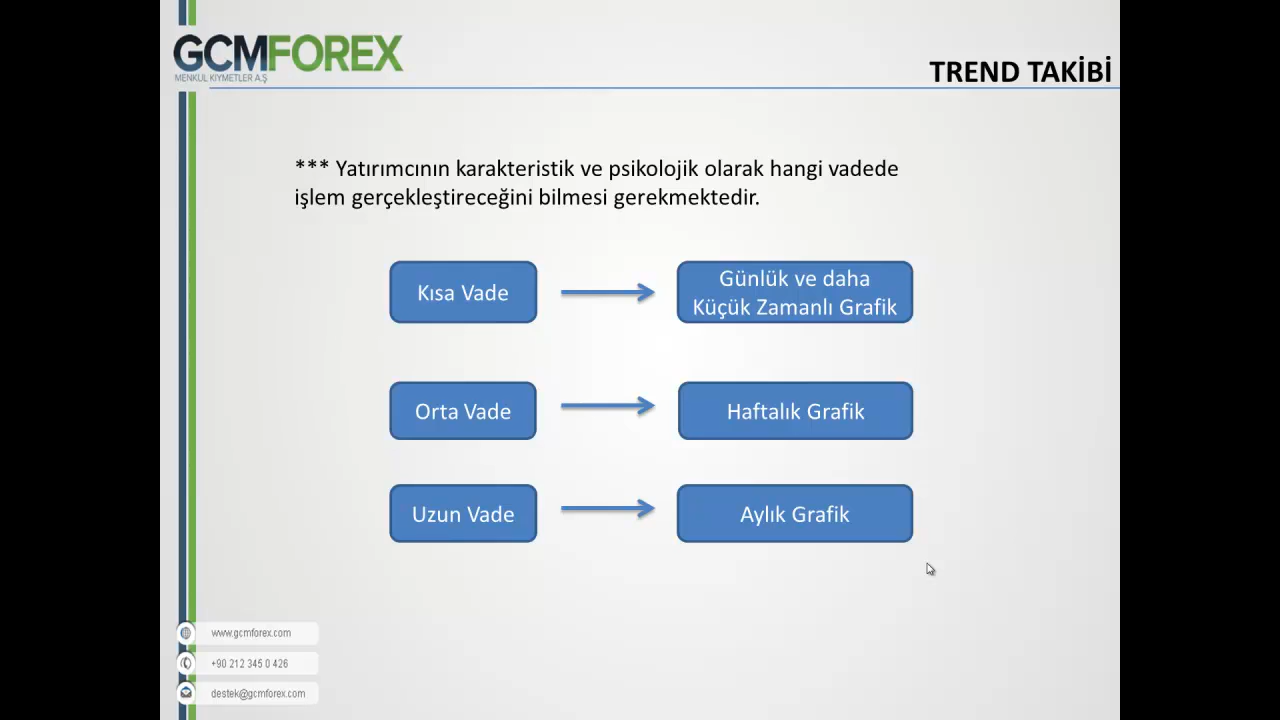 GCMFOREX
MENKUL KIYMETLER A.Ş
TREND TAKİBİ
*** Yatırımcının karakteristik ve psikolojik olarak hangi vadede
işlem gerçekleştireceğini bilmesi gerekmektedir.
Kısa Vade
Günlük ve daha
Küçük Zamanlı Grafik
Orta Vade
Haftalık Grafik
Uzun Vade
Aylık Grafik
www.gcmforex.com
+90 212 345 0 426
destek@gcmforex.com